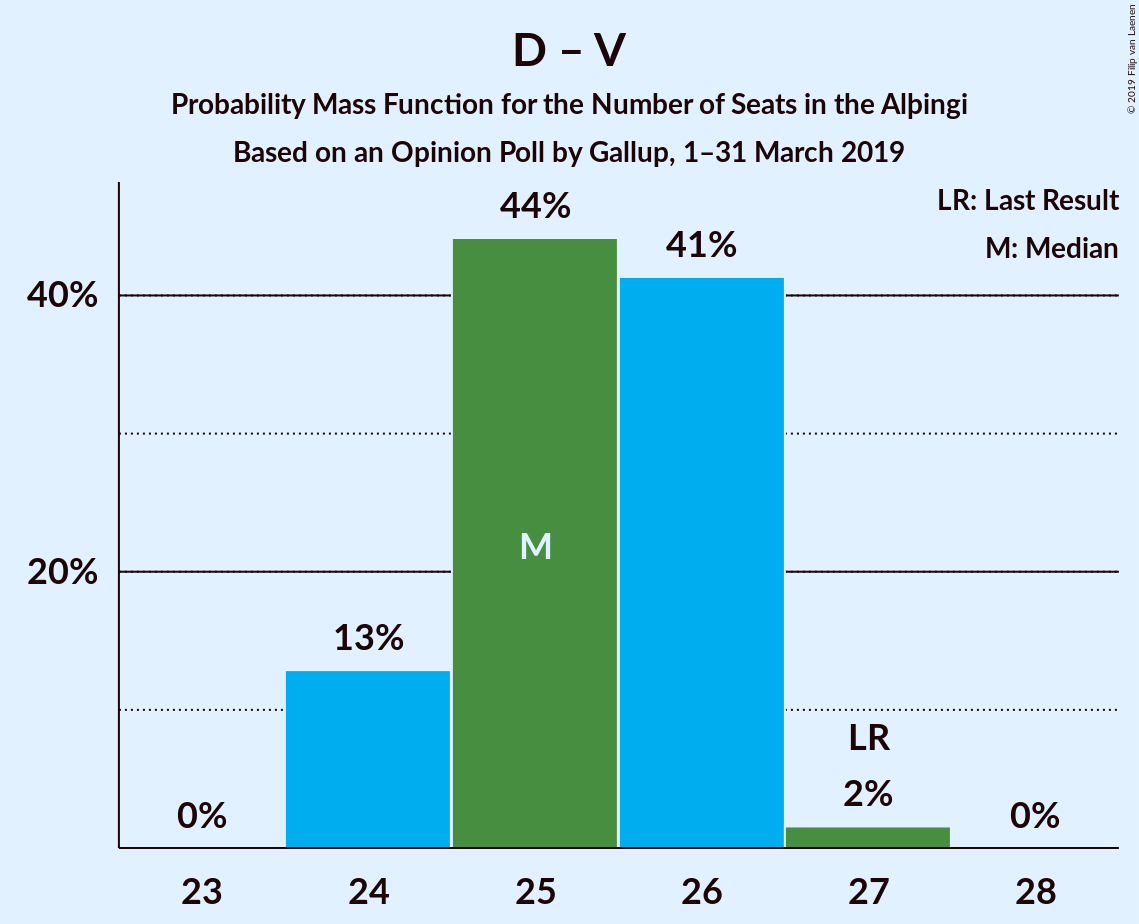 D – V
Probability Mass Function for the Number of Seats in the Alþingi
Based on an Opinion Poll by Gallup, 1–31 March 2019
© 2019 Filip van Laenen
LR: Last Result
M: Median
44%
41%
40%
M
20%
13%
LR
2%
0%
0%
23
24
25
26
27
28